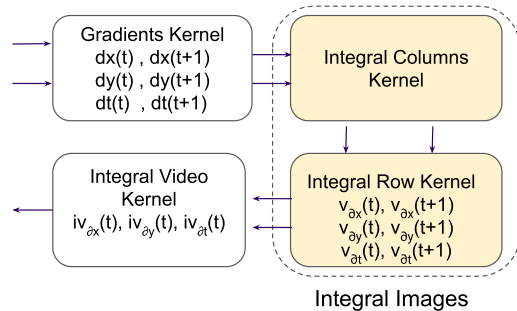 Gradients Kernel
dx(t) , dx(t+1)
dy(t) , dy(t+1)
dt(t) , dt(t+1)
Integral Columns
Kernel
Integral Video
Kernel
iv∂x(t), iv∂y(t), iv∂t(t)
Integral Row Kernel
v∂x(t), v∂x(t+1)
v∂y(t), v∂y(t+1)
v∂t(t), v∂t(t+1)
Integral Images